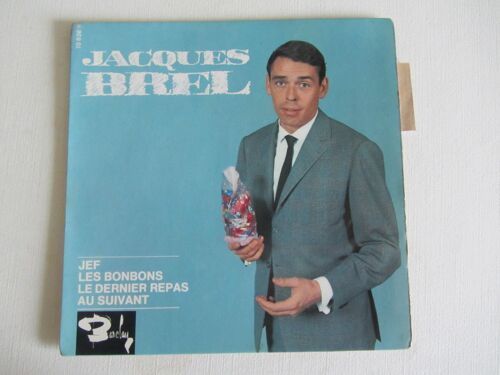 JACQUES
BREL
JEF
LES BONBONS
LE DERNIER REPAS
AU SUIVANT
Barclay